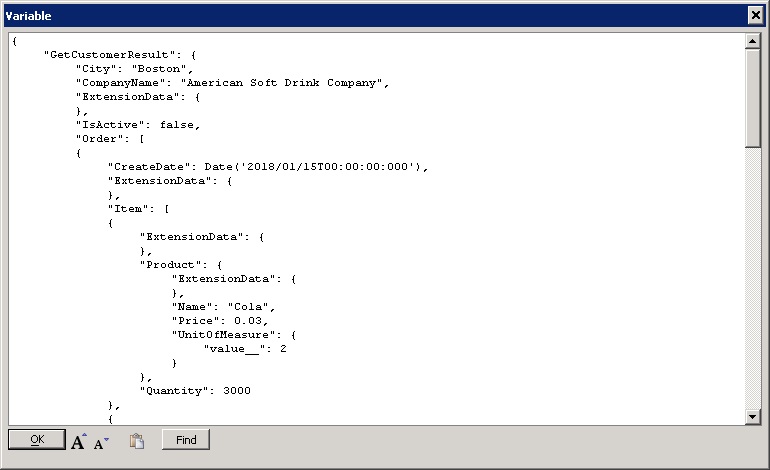 Variable
{
"GetCustomerResult": {
"City": "Boston",
"CompanyName": "American Soft Drink Company",
"ExtensionData": {
},
"IsActive": false,
"Order": [
{
"CreateDate": Date('2018/01/15T00:00:00:000'),
"ExtensionData": {
},
"Item": [
{
"ExtensionData": {
},
"Product": {
"ExtensionData": {
},
"Name": "Cola",
"Price": 0.03,
"UnitOfMeasure": {
"value__": 2
}
},
"Quantity": 3000
},
{
OK A A Find